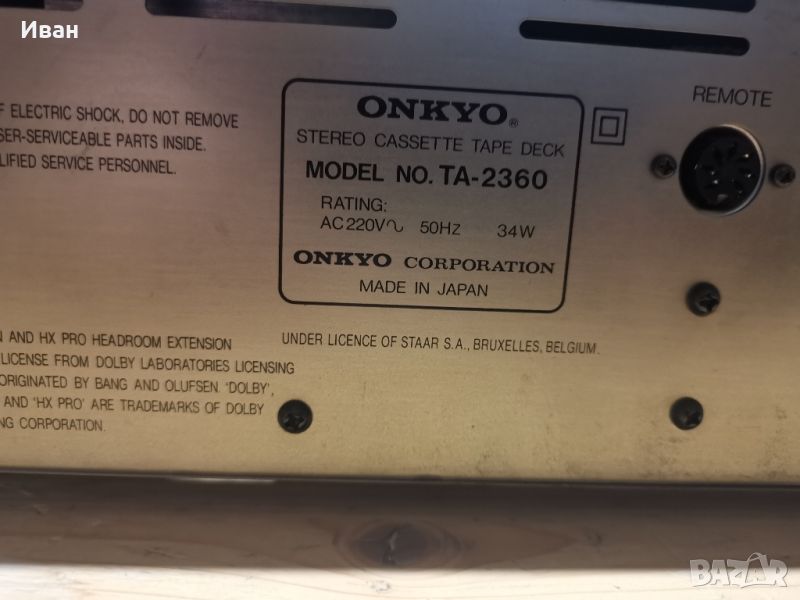 Иван
ELECTRIC SHOCK, DO NOT REMOVE
SER-SERVICEABLE PARTS INSIDE.
LIFIED SERVICE PERSONNEL.
ONKYO®
STEREO CASSETTE TAPE DECK
MODEL NO. TA-2360
RATING:
AC 220V∿ 50Hz 34W
ONKYO CORPORATION
MADE IN JAPAN
REMOTE
N AND HX PRO HEADROOM EXTENSION
LICENSE FROM DOLBY LABORATORIES LICENSING
ORIGINATED BY BANG AND OLUFSEN. 'DOLBY',
AND 'HX PRO' ARE TRADEMARKS OF DOLBY
NG CORPORATION.
UNDER LICENCE OF STAAR S.A., BRUXELLES, BELGIUM.
BAZAR